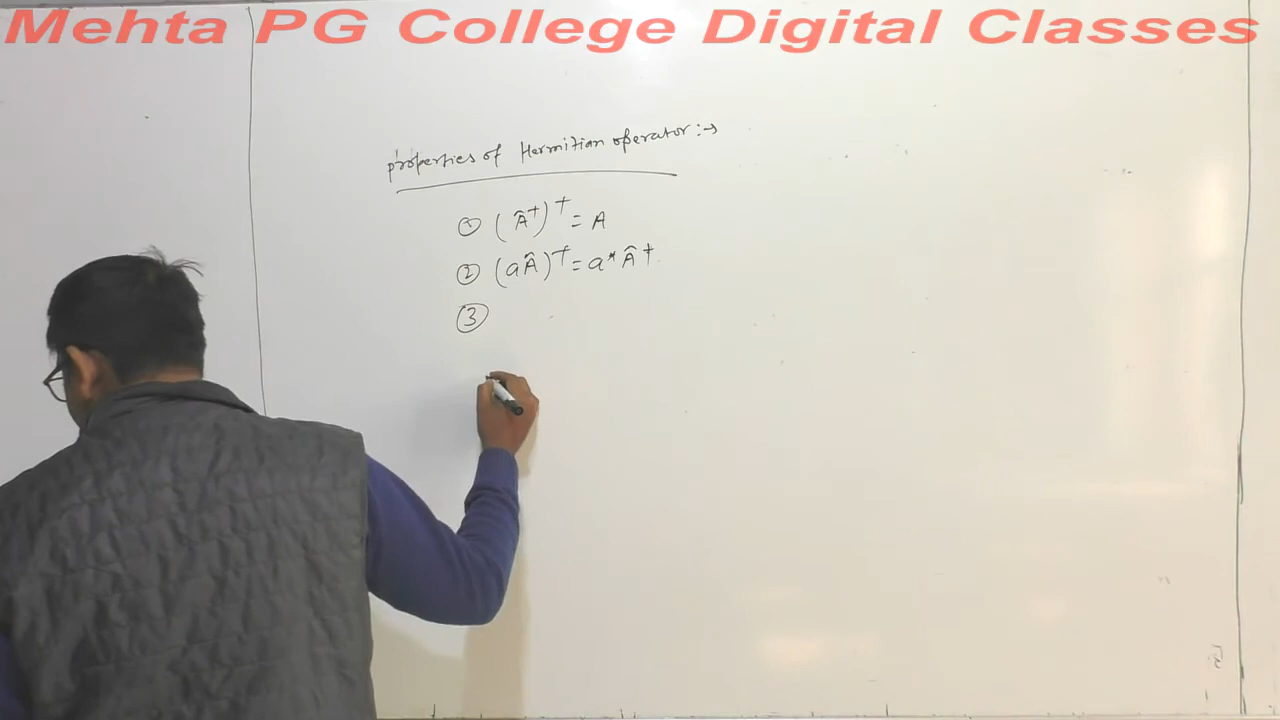 Mehta PG College Digital Classes
properties of Hermitian operator :→
① (Â†)† = A
② (aÂ)† = a* Â†
③